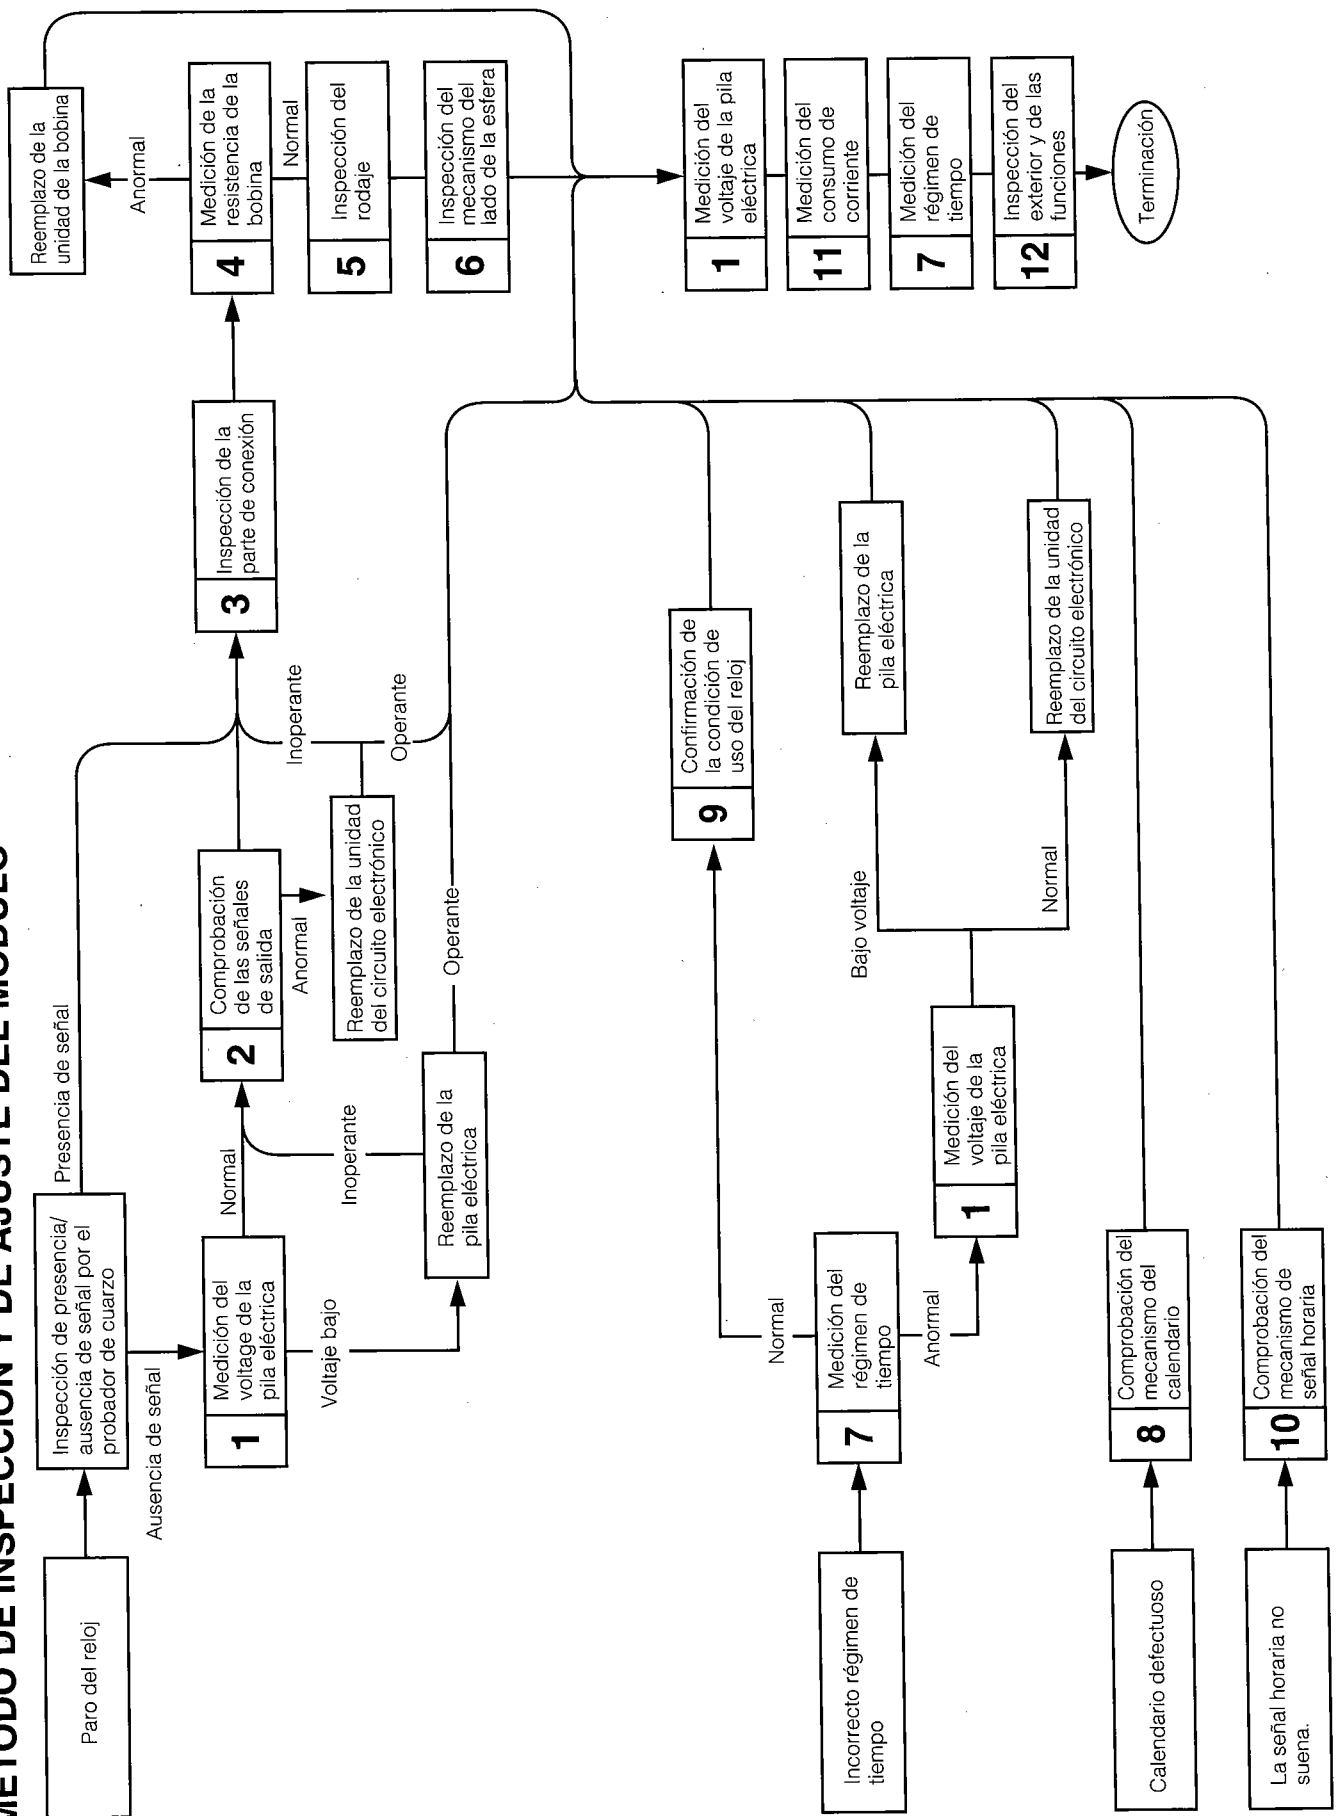 METODO DE INSPECCION Y DE AJUSTE DEL MODULO
Paro del reloj
Inspección de presencia/
ausencia de señal por el
probador de cuarzo
Presencia de señal
Ausencia de señal
1
Medición del
voltage de la
pila eléctrica
Normal
Voltaje bajo
Reemplazo de la
pila eléctrica
Inoperante
Operante
2
Comprobación
de las señales
de salida
Anormal
Reemplazo de la unidad
del circuito electrónico
Inoperante
Operante
3
Inspección de la
parte de conexión
4
Medición de la
resistencia de la
bobina
Anormal
Reemplazo de la
unidad de la bobina
Normal
5
Inspección del
rodaje
6
Inspección del
mecanismo del
lado de la esfera
Incorrecto régimen de
tiempo
7
Medición del
régimen de
tiempo
Normal
Anormal
9
Confirmación de
la condición de
uso del reloj
1
Medición del
voltaje de la
pila eléctrica
Bajo voltaje
Normal
Reemplazo de la
pila eléctrica
Reemplazo de la unidad
del circuito electrónico
Calendario defectuoso
8
Comprobación del
mecanismo del
calendario
La señal horaria no
suena.
10
Comprobación del
mecanismo de
señal horaria
1
Medición del
voltaje de la pila
eléctrica
11
Medición del
consumo de
corriente
7
Medición del
régimen de
tiempo
12
Inspección del
exterior y de las
funciones
Terminación